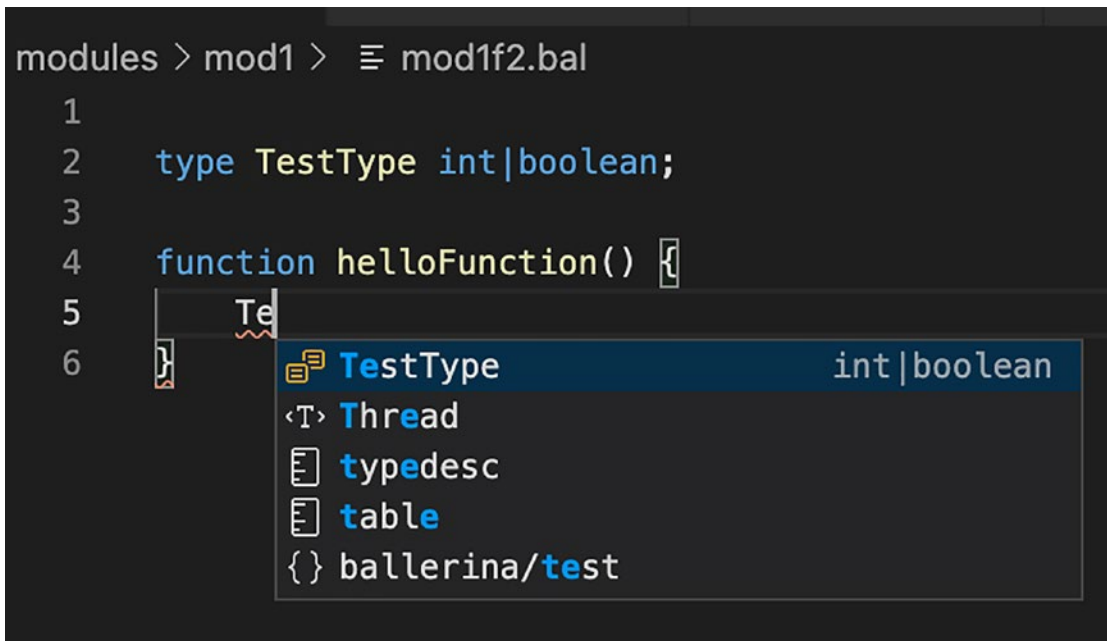 modules > mod1 > mod1f2.bal
1
2 type TestType int|boolean;
3
4 function helloFunction() {
5 Te
6 }
TestType int|boolean
<T> Thread
typedesc
table
{} ballerina/test